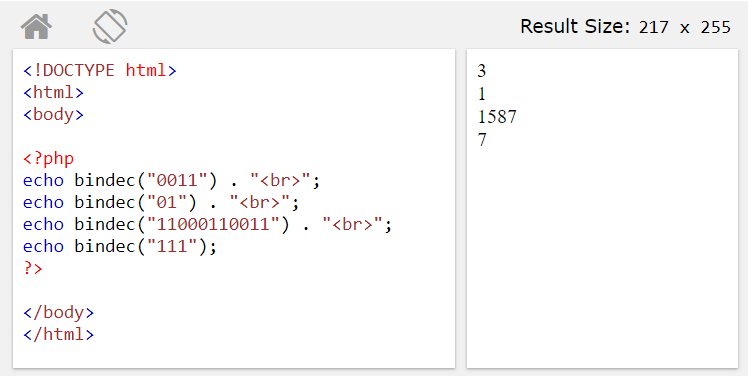 Result Size: 217 x 255
<!DOCTYPE html>
<html>
<body>
<?php
echo bindec("0011") . "<br>";
echo bindec("01") . "<br>";
echo bindec("11000110011") . "<br>";
echo bindec("111");
?>
</body>
</html>
3
1
1587
7